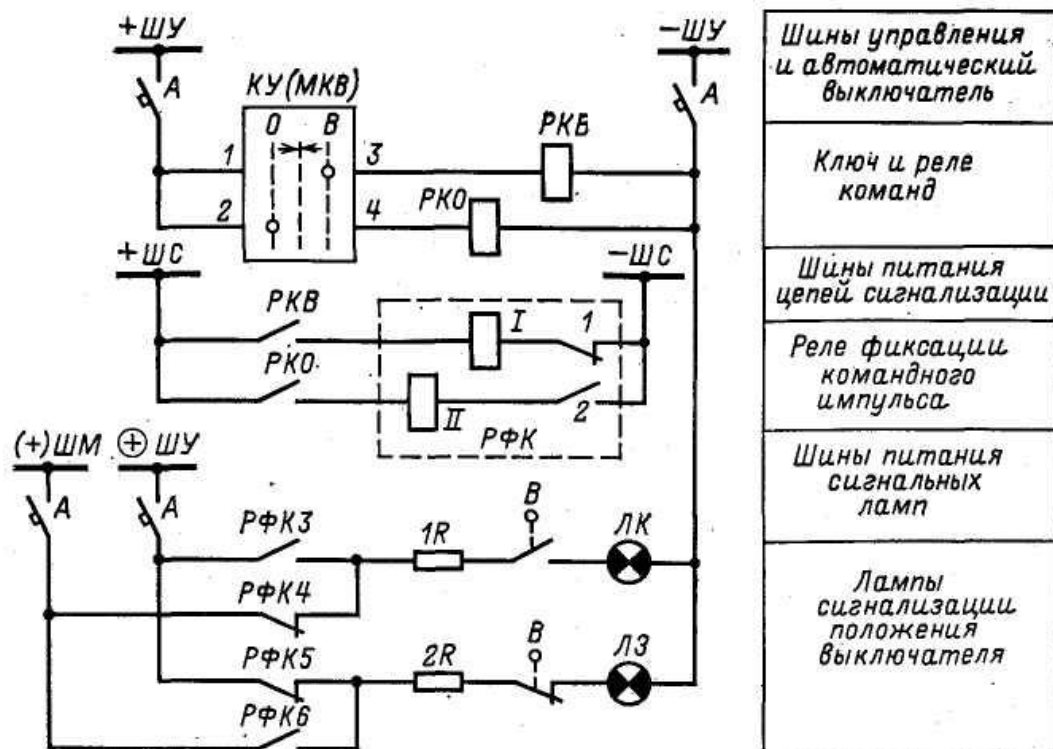 +ШУ
−ШУ
А
КУ(МКВ)
А
О В
РКВ
1
3
2
4
РКО
+ШС
−ШС
РКВ
I
1
РКО
II
2
РФК
(+)ШМ
⊕ШУ
А
А
РФК3
1R
В
ЛК
РФК4
РФК5
2R
В
ЛЗ
РФК6
Шины управления
и автоматический
выключатель
Ключ и реле
команд
Шины питания
цепей сигнализации
Реле фиксации
командного
импульса
Шины питания
сигнальных
ламп
Лампы
сигнализации
положения
выключателя